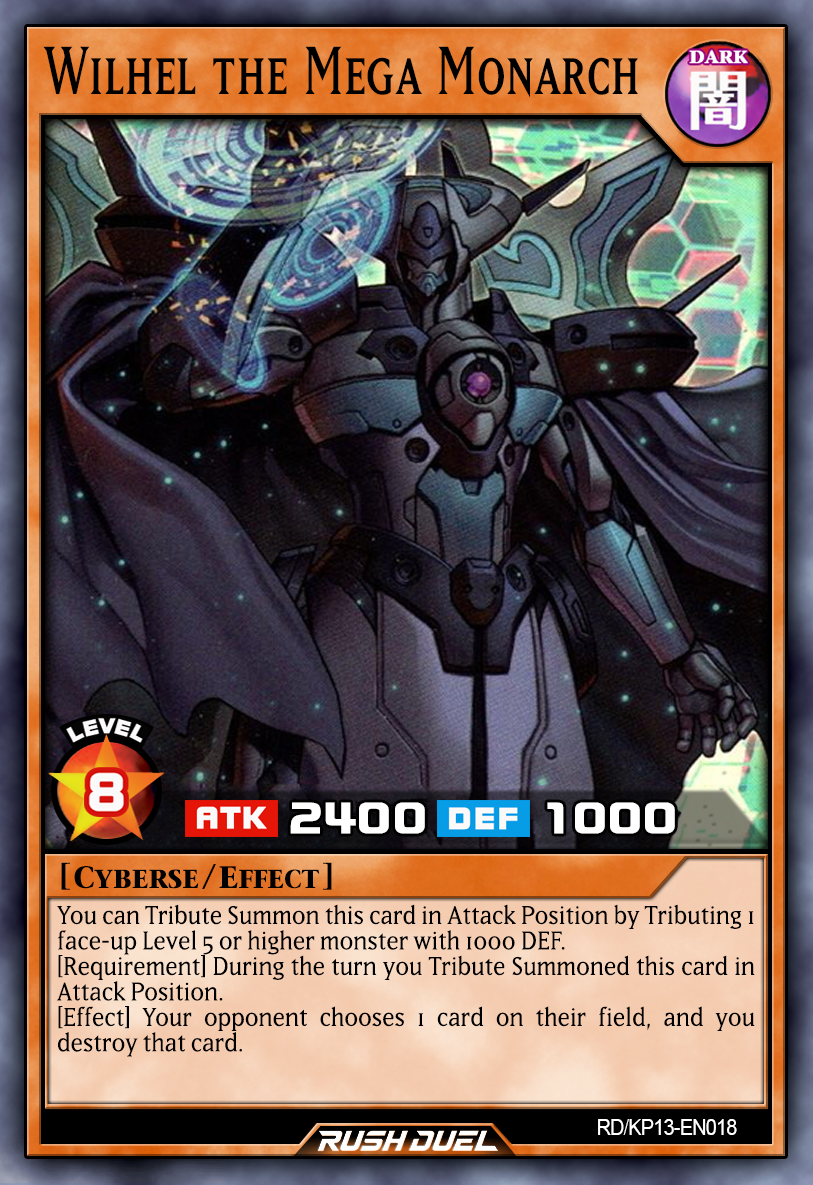 Wilhel the Mega Monarch
DARK
闇
LEVEL
8
ATK 2400 DEF 1000
[Cyberse/Effect]
You can Tribute Summon this card in Attack Position by Tributing 1
face-up Level 5 or higher monster with 1000 DEF.
[Requirement] During the turn you Tribute Summoned this card in
Attack Position.
[Effect] Your opponent chooses 1 card on their field, and you
destroy that card.
RD/KP13-EN018
RUSH DUEL